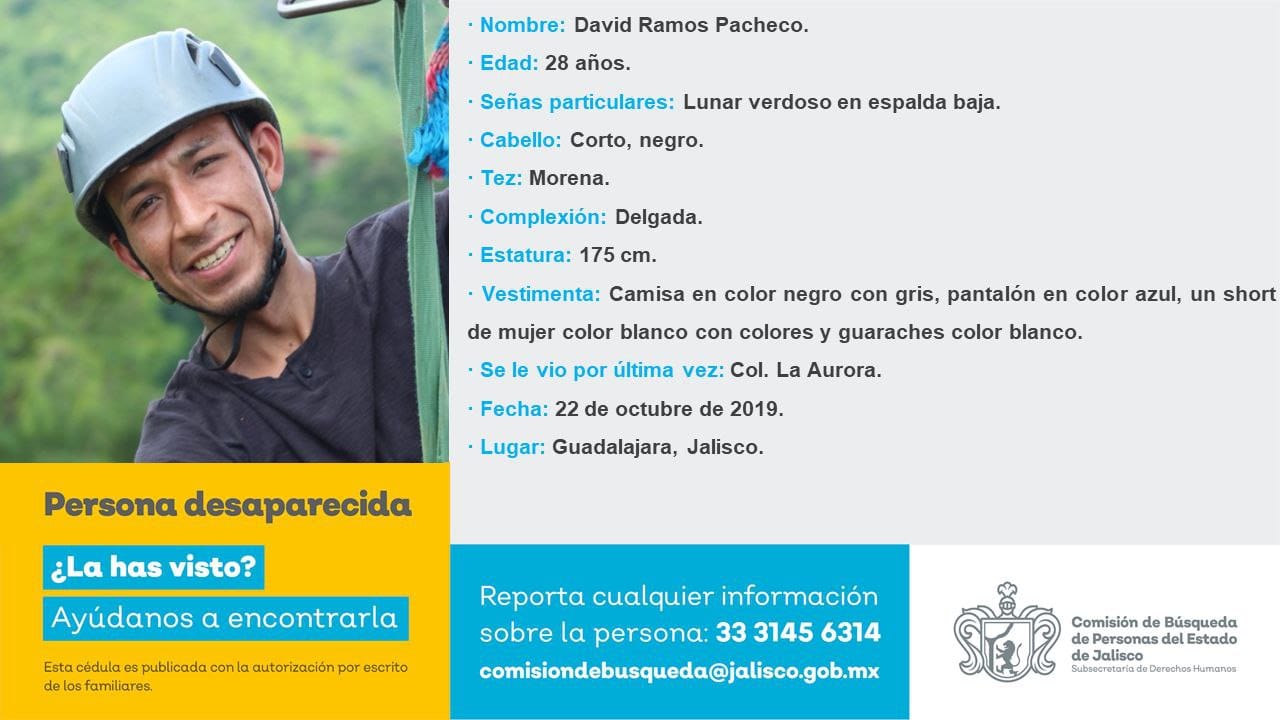 · Nombre: David Ramos Pacheco.
· Edad: 28 años.
· Señas particulares: Lunar verdoso en espalda baja.
· Cabello: Corto, negro.
· Tez: Morena.
· Complexión: Delgada.
· Estatura: 175 cm.
· Vestimenta: Camisa en color negro con gris, pantalón en color azul, un short
de mujer color blanco con colores y guaraches color blanco.
· Se le vio por última vez: Col. La Aurora.
· Fecha: 22 de octubre de 2019.
· Lugar: Guadalajara, Jalisco.
Persona desaparecida
¿La has visto?
Ayúdanos a encontrarla
Esta cédula es publicada con la autorización por escrito
de los familiares.
Reporta cualquier información
sobre la persona: 33 3145 6314
comisiondebusqueda@jalisco.gob.mx
Comisión de Búsqueda
de Personas del Estado
de Jalisco
Subsecretaría de Derechos Humanos